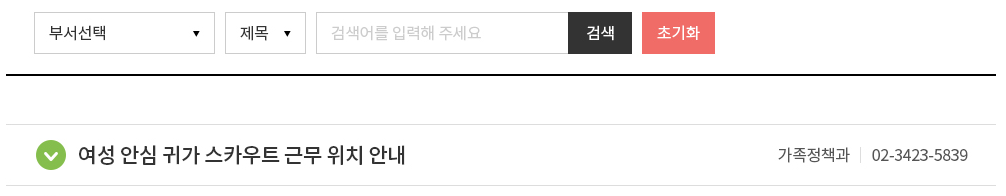 부서선택 제목 검색어를 입력해 주세요 검색 초기화
여성 안심 귀가 스카우트 근무 위치 안내 가족정책과 02-3423-5839